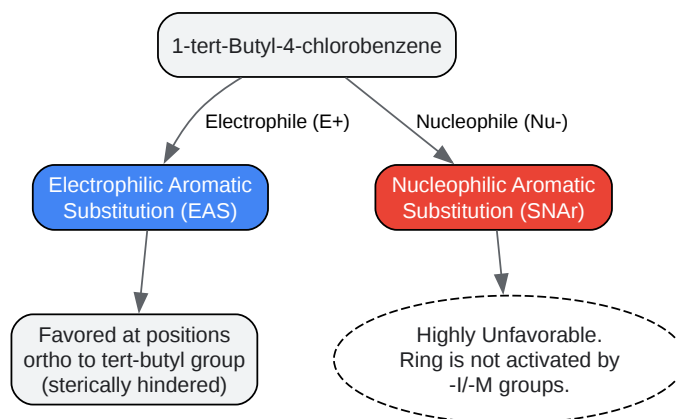 1-tert-Butyl-4-chlorobenzene
Electrophile (E+)
Nucleophile (Nu-)
Electrophilic Aromatic
Substitution (EAS)
Nucleophilic Aromatic
Substitution (SNAr)
Favored at positions
ortho to tert-butyl group
(sterically hindered)
Highly Unfavorable.
Ring is not activated by
-I/-M groups.